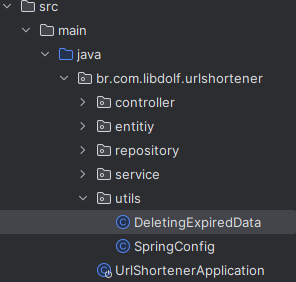 src
main
java
br.com.libdolf.urlshortener
controller
entitiy
repository
service
utils
DeletingExpiredData
SpringConfig
UrlShortenerApplication